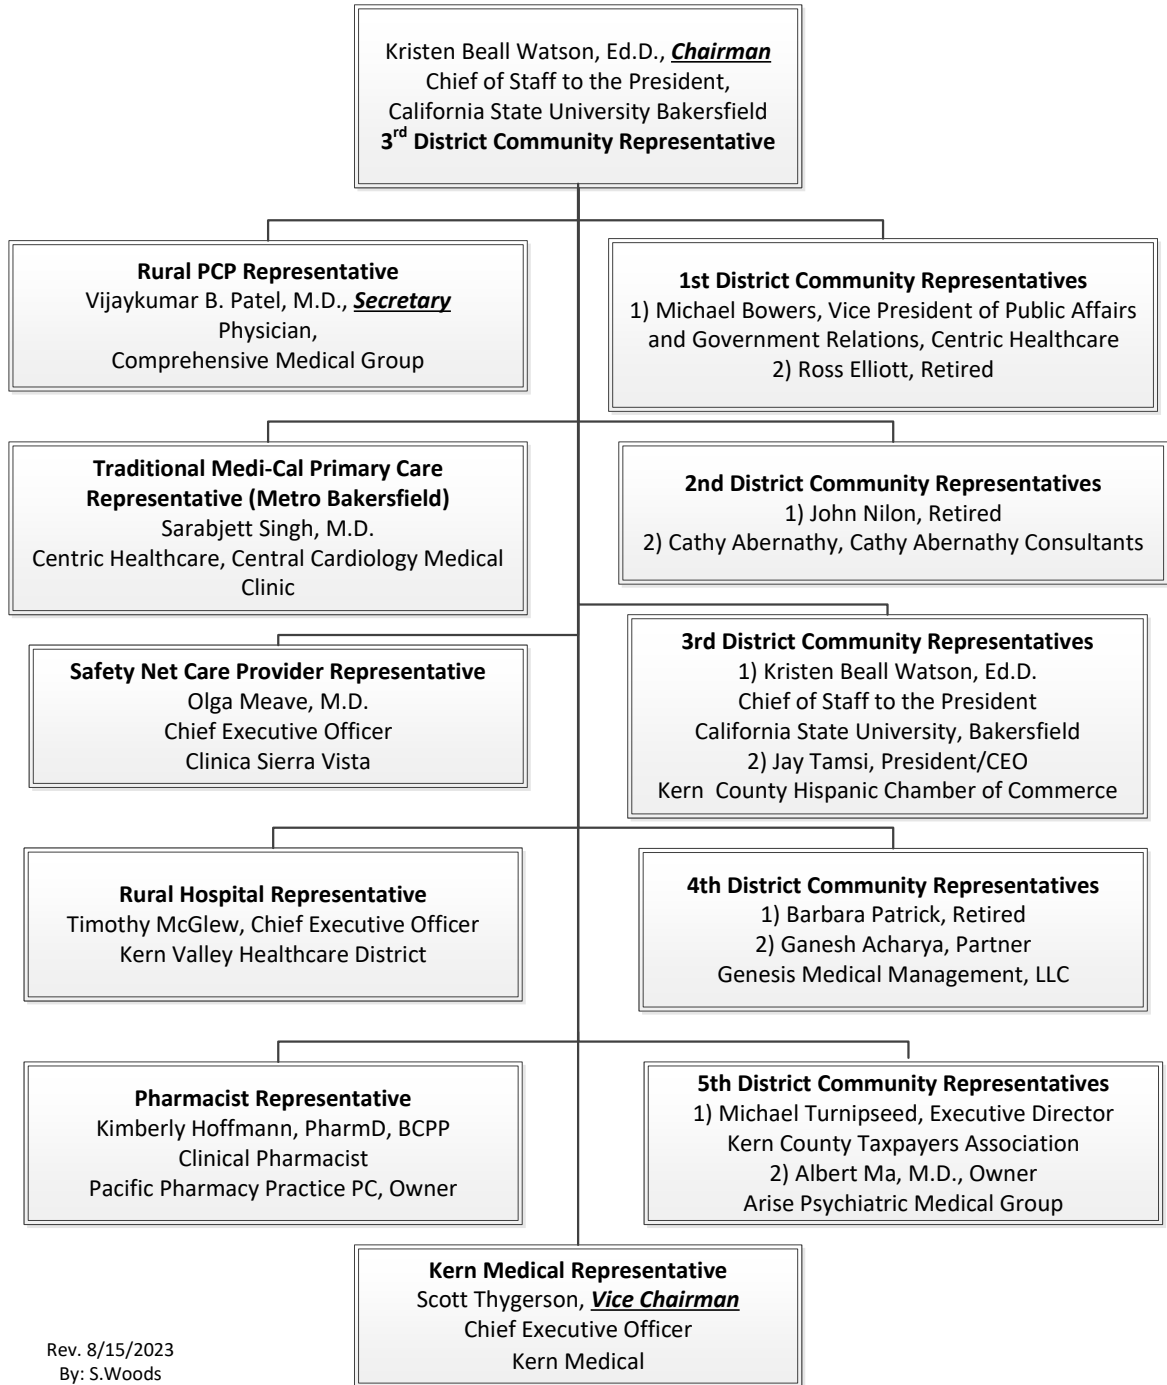 Kristen Beall Watson, Ed.D., Chairman
Chief of Staff to the President,
California State University Bakersfield
3rd District Community Representative
Rural PCP Representative
Vijaykumar B. Patel, M.D., Secretary
Physician,
Comprehensive Medical Group
1st District Community Representatives
1) Michael Bowers, Vice President of Public Affairs
and Government Relations, Centric Healthcare
2) Ross Elliott, Retired
Traditional Medi-Cal Primary Care
Representative (Metro Bakersfield)
Sarabjett Singh, M.D.
Centric Healthcare, Central Cardiology Medical
Clinic
2nd District Community Representatives
1) John Nilon, Retired
2) Cathy Abernathy, Cathy Abernathy Consultants
Safety Net Care Provider Representative
Olga Meave, M.D.
Chief Executive Officer
Clinica Sierra Vista
3rd District Community Representatives
1) Kristen Beall Watson, Ed.D.
Chief of Staff to the President
California State University, Bakersfield
2) Jay Tamsi, President/CEO
Kern  County Hispanic Chamber of Commerce
Rural Hospital Representative
Timothy McGlew, Chief Executive Officer
Kern Valley Healthcare District
4th District Community Representatives
1) Barbara Patrick, Retired
2) Ganesh Acharya, Partner
Genesis Medical Management, LLC
Pharmacist Representative
Kimberly Hoffmann, PharmD, BCPP
Clinical Pharmacist
Pacific Pharmacy Practice PC, Owner
5th District Community Representatives
1) Michael Turnipseed, Executive Director
Kern County Taxpayers Association
2) Albert Ma, M.D., Owner
Arise Psychiatric Medical Group
Kern Medical Representative
Scott Thygerson, Vice Chairman
Chief Executive Officer
Kern Medical
Rev. 8/15/2023
By: S.Woods